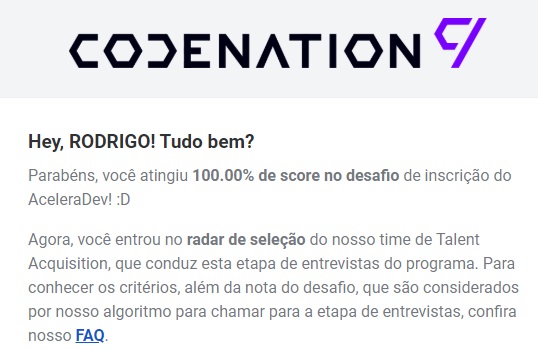 CODENATION
Hey, RODRIGO! Tudo bem?
Parabéns, você atingiu 100.00% de score no desafio de inscrição do
AceleraDev! :D
Agora, você entrou no radar de seleção do nosso time de Talent
Acquisition, que conduz esta etapa de entrevistas do programa. Para
conhecer os critérios, além da nota do desafio, que são considerados
por nosso algoritmo para chamar para a etapa de entrevistas, confira
nosso FAQ.